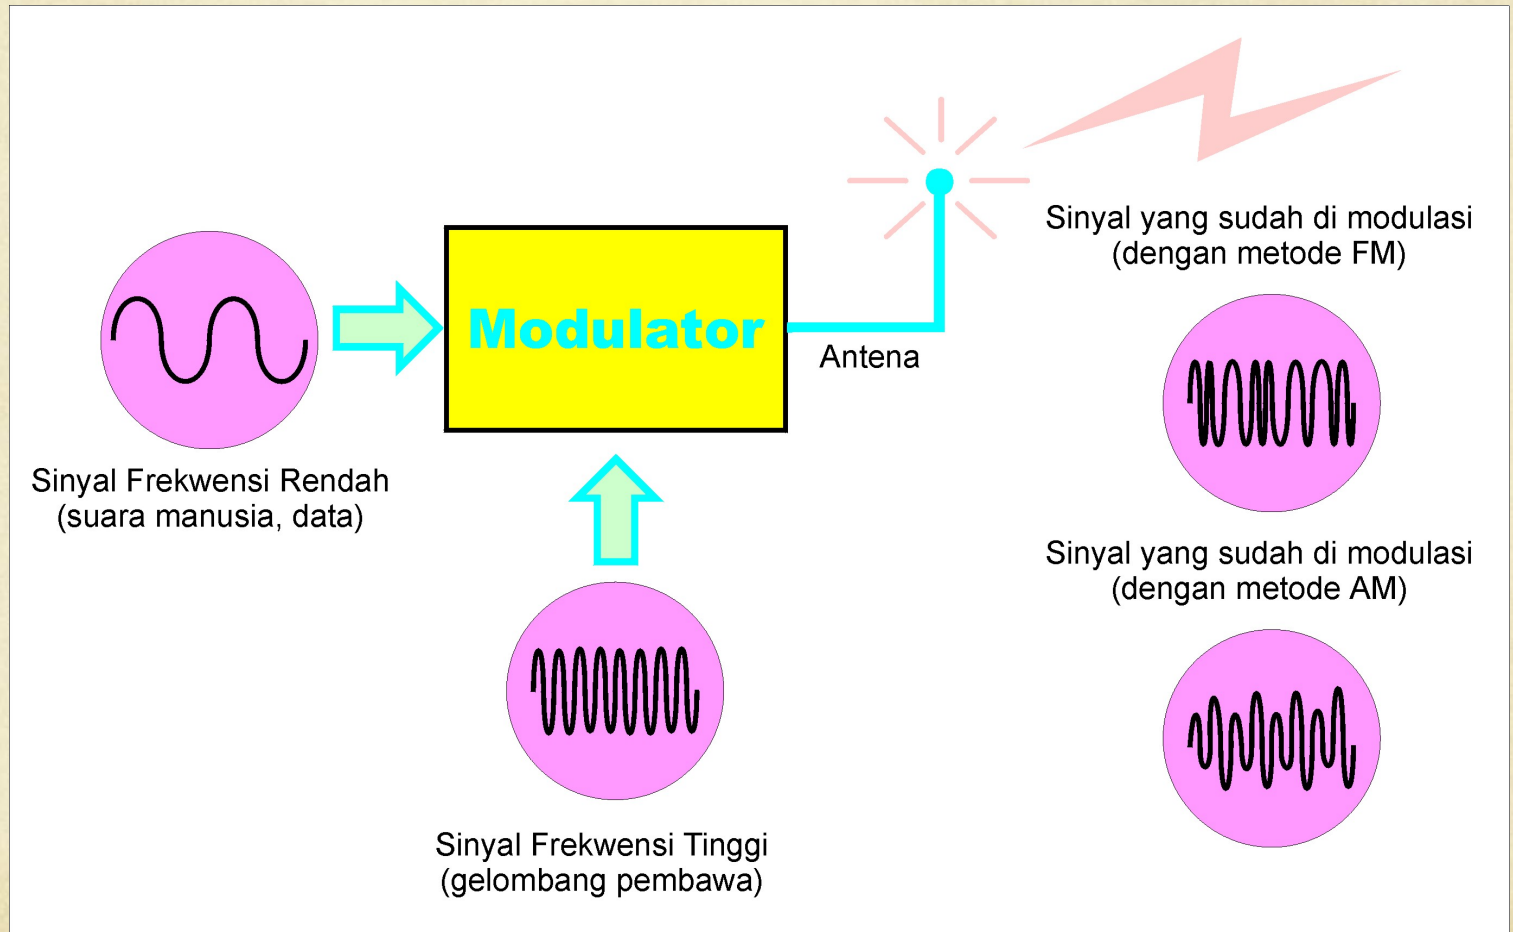 Sinyal yang sudah di modulasi
(dengan metode FM)
Modulator
Antena
Sinyal Frekwensi Rendah
(suara manusia, data)
Sinyal yang sudah di modulasi
(dengan metode AM)
Sinyal Frekwensi Tinggi
(gelombang pembawa)